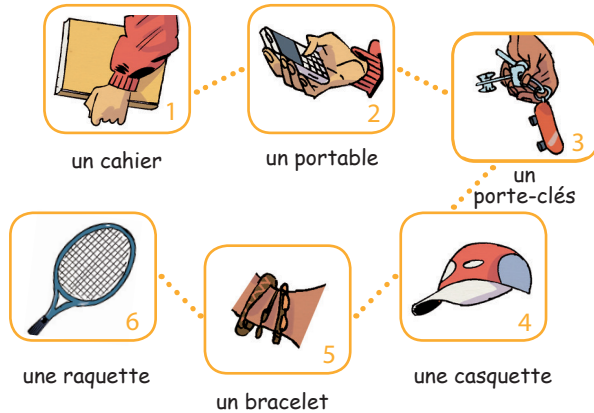 1
un cahier
2
un portable
3
un
porte-clés
4
une casquette
5
un bracelet
6
une raquette